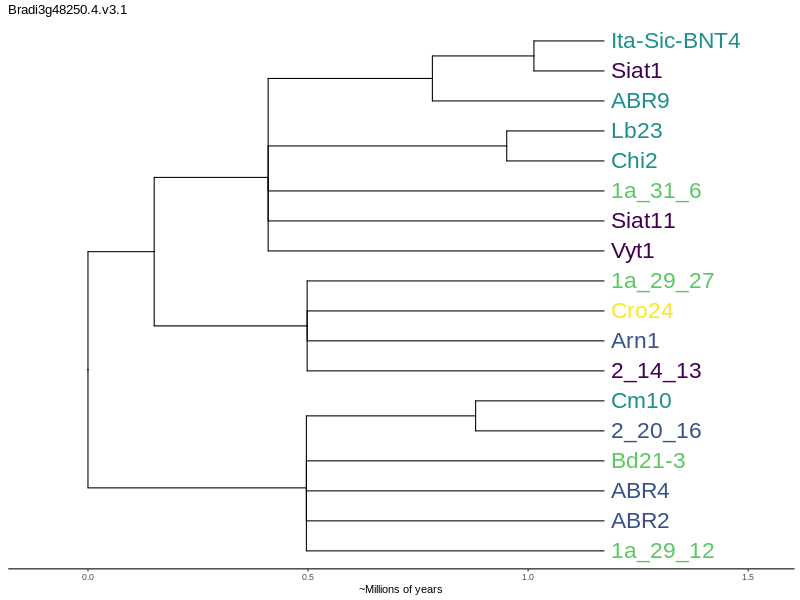 Bradi3g48250.4.v3.1
Ita-Sic-BNT4
Siat1
ABR9
Lb23
Chi2
1a_31_6
Siat11
Vyt1
1a_29_27
Cro24
Arn1
2_14_13
Cm10
2_20_16
Bd21-3
ABR4
ABR2
1a_29_12
0.0 0.5 1.0 1.5
~Millions of years